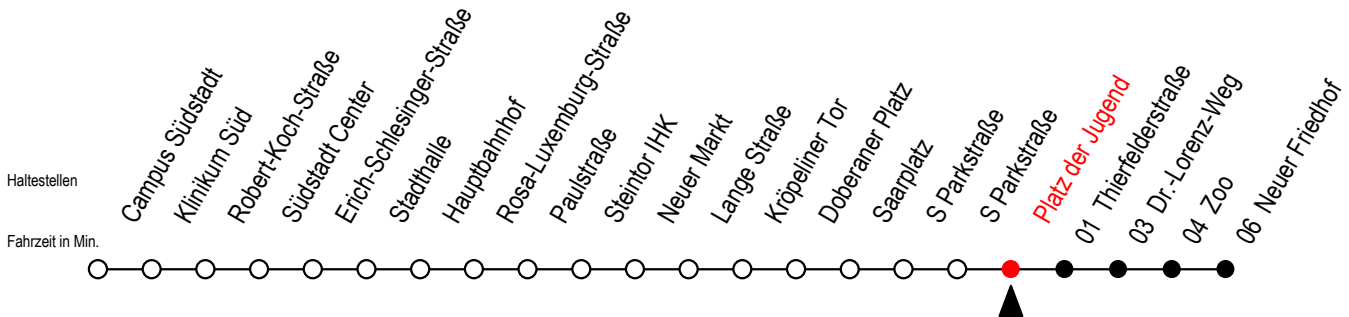 Haltestellen
Fahrzeit in Min.
Campus Südstadt
Klinikum Süd
Robert-Koch-Straße
Südstadt Center
Erich-Schlesinger-Straße
Stadthalle
Hauptbahnhof
Rosa-Luxemburg-Straße
Paulstraße
Steintor IHK
Neuer Markt
Lange Straße
Kröpeliner Tor
Doberaner Platz
Saarplatz
S Parkstraße
S Parkstraße
Platz der Jugend
01 Thierfelderstraße
03 Dr.-Lorenz-Weg
04 Zoo
06 Neuer Friedhof